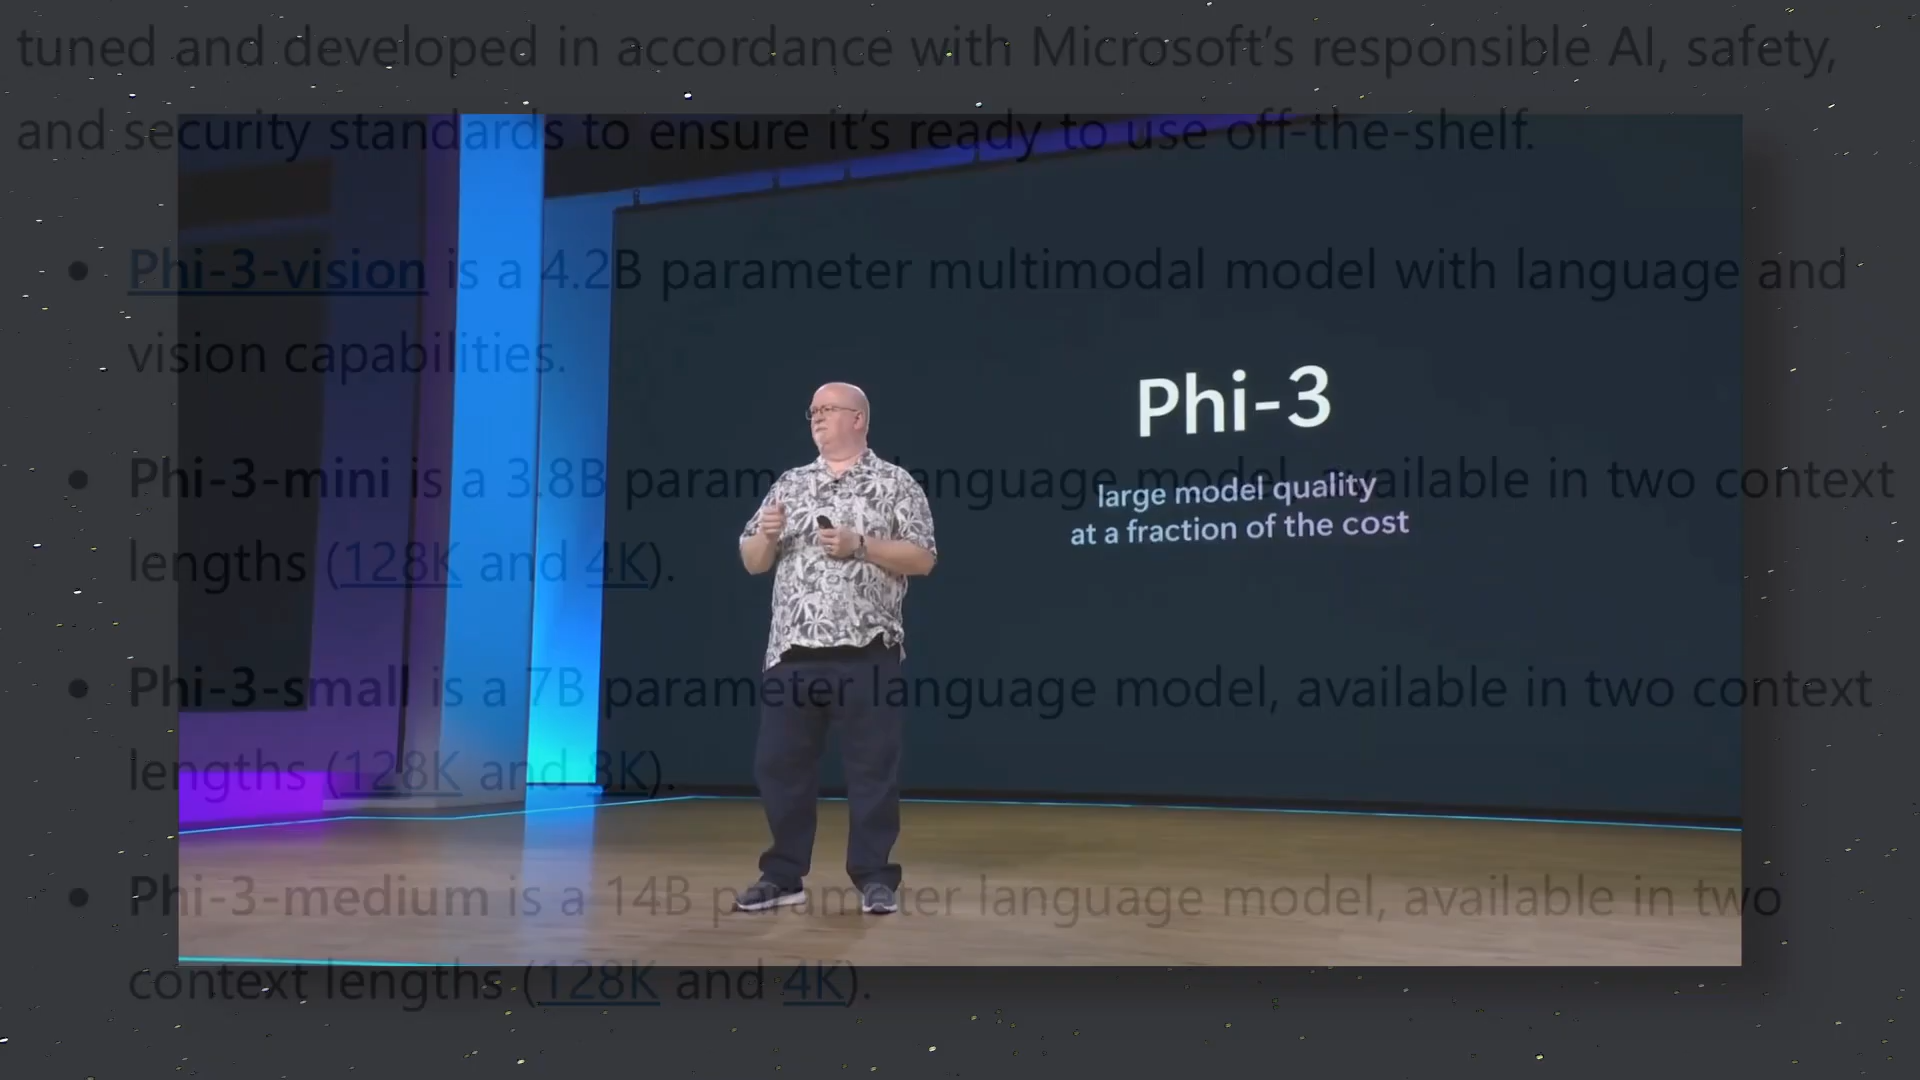 tuned and developed in accordance with Microsoft’s responsible AI, safety,
and security standards to ensure it’s ready to use off-the-shelf.
• Phi-3-vision is a 4.2B parameter multimodal model with language and
vision capabilities.
Phi-3
large model quality
at a fraction of the cost
• Phi-3-mini is a 3.8B parameter language model, available in two context
lengths (128K and 4K).
• Phi-3-small is a 7B parameter language model, available in two context
lengths (128K and 8K).
• Phi-3-medium is a 14B parameter language model, available in two
context lengths (128K and 4K).